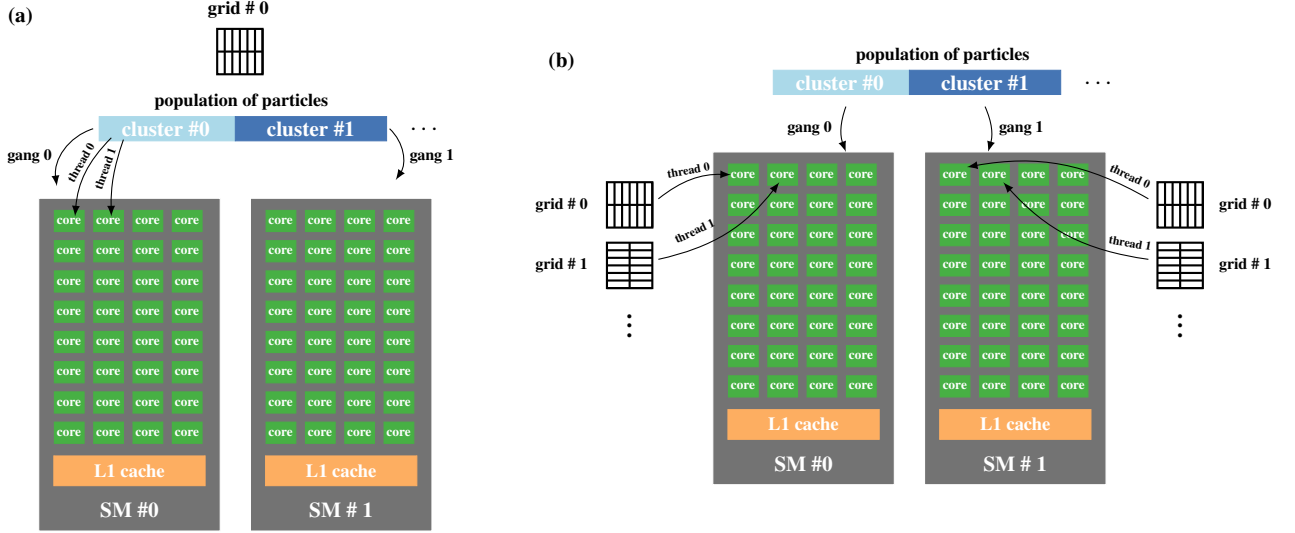 (a)
grid # 0
population of particles
cluster #0 cluster #1 . . .
gang 0 thread 0 thread 1 gang 1
core core core core core core core core
core core core core core core core core
core core core core core core core core
core core core core core core core core
core core core core core core core core
core core core core core core core core
core core core core core core core core
core core core core core core core core
L1 cache L1 cache
SM #0 SM # 1
(b)
population of particles
cluster #0 cluster #1 . . .
gang 0 gang 1
thread 0 core core core core core core core core thread 0
grid # 0 core core core core core core core core grid # 0
thread 1 core core core core core core core core thread 1
grid # 1 core core core core core core core core grid # 1
core core core core core core core core
core core core core core core core core
core core core core core core core core
core core core core core core core core
L1 cache L1 cache
SM #0 SM # 1